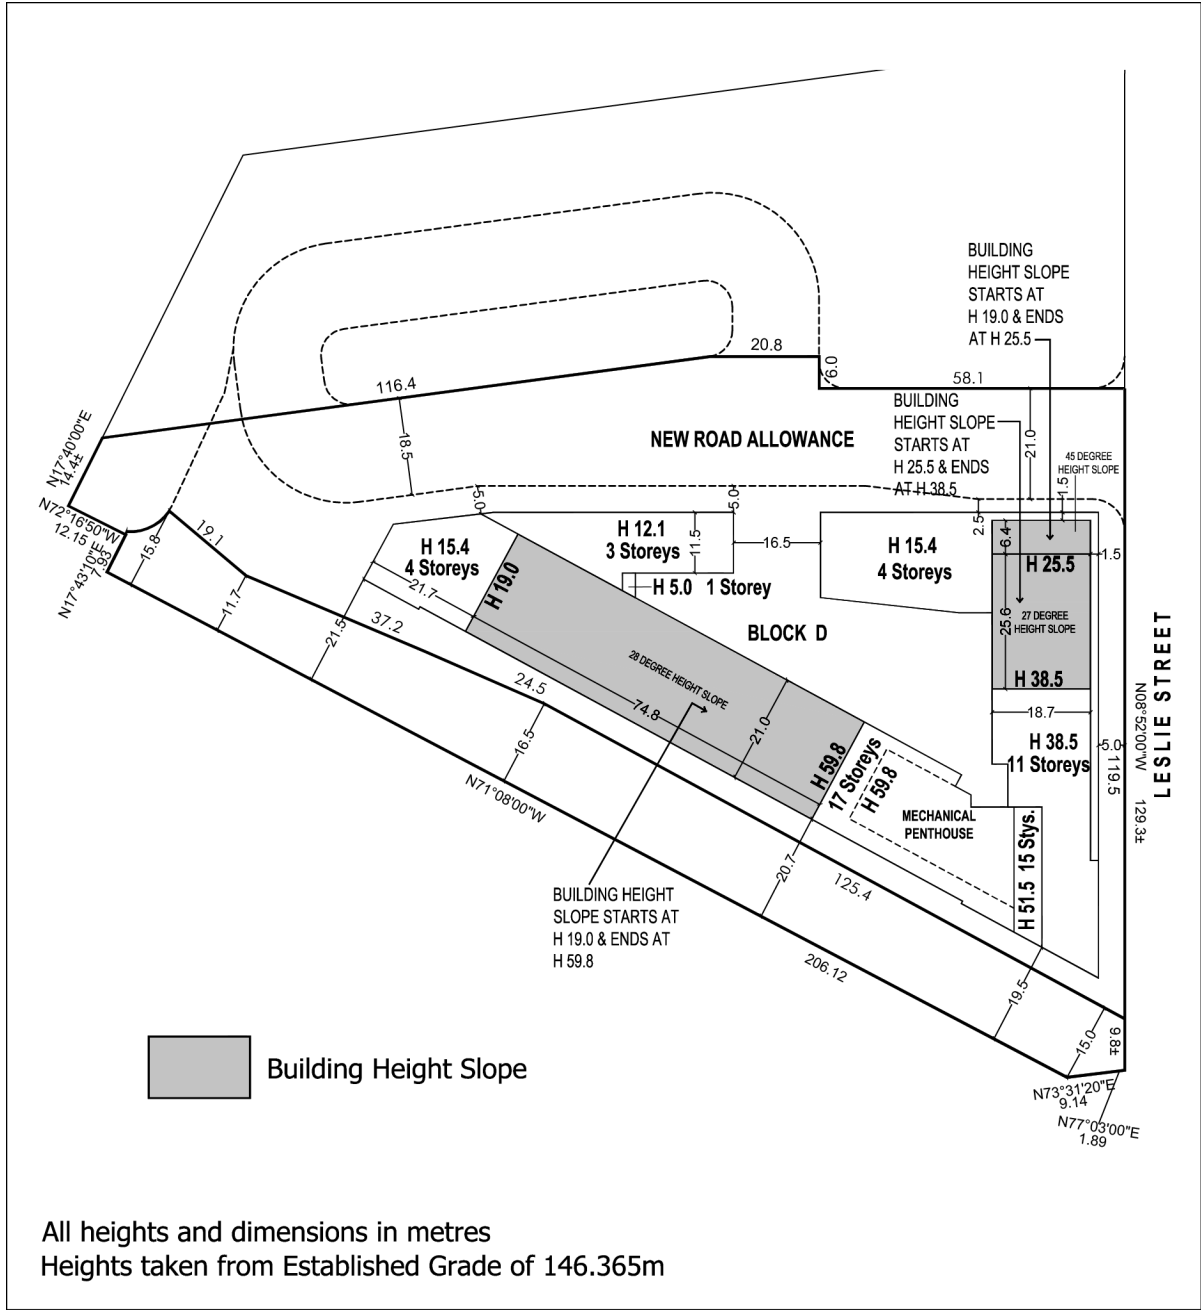 BUILDING
HEIGHT SLOPE
STARTS AT
H 19.0 & ENDS
AT H 25.5
20.8
6.0
58.1
116.4
BUILDING
HEIGHT SLOPE
STARTS AT
H 25.5 & ENDS
AT H 38.5
N17°40'00"E
14.4±
18.5
NEW ROAD ALLOWANCE
21.0
45 DEGREE
HEIGHT SLOPE
1.5
N72°16'50"W
12.15
N17°43'10"E
7.93
15.8
19.1
5.0
5.0
2.5
H 15.4
4 Storeys
H 12.1
3 Storeys
11.5
16.5
H 15.4
4 Storeys
6.4
1.5
H 25.5
H 5.0 1 Storey
21.7
H 19.0
11.7
37.2
21.5
BLOCK D
25.6
27 DEGREE
HEIGHT SLOPE
28 DEGREE HEIGHT SLOPE
24.5
74.8
21.0
H 38.5
18.7
16.5
H 59.8
17 Storeys
H 59.8
H 38.5
11 Storeys
5.0
119.5
N08°52'00"W
129.3±
LESLIE STREET
N71°08'00"W
MECHANICAL
PENTHOUSE
H 51.5 15 Stys.
20.7
125.4
BUILDING HEIGHT
SLOPE STARTS AT
H 19.0 & ENDS AT
H 59.8
206.12
19.5
15.0
9.8±
N73°31'20"E
9.14
N77°03'00"E
1.89
Building Height Slope
All heights and dimensions in metres
Heights taken from Established Grade of 146.365m